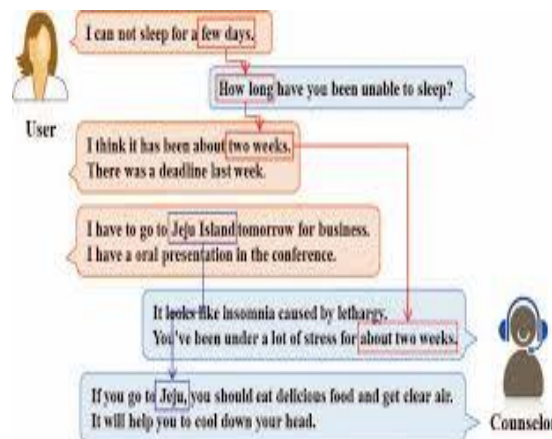 I can not sleep for a few days.
How long have you been unable to sleep?
User
I think it has been about two weeks.
There was a deadline last week.
I have to go to Jeju Island tomorrow for business.
I have a oral presentation in the conference.
It looks like insomnia caused by lethargy.
You've been under a lot of stress for about two weeks.
If you go to Jeju, you should eat delicious food and get clear air.
It will help you to cool down your head.
Counselor